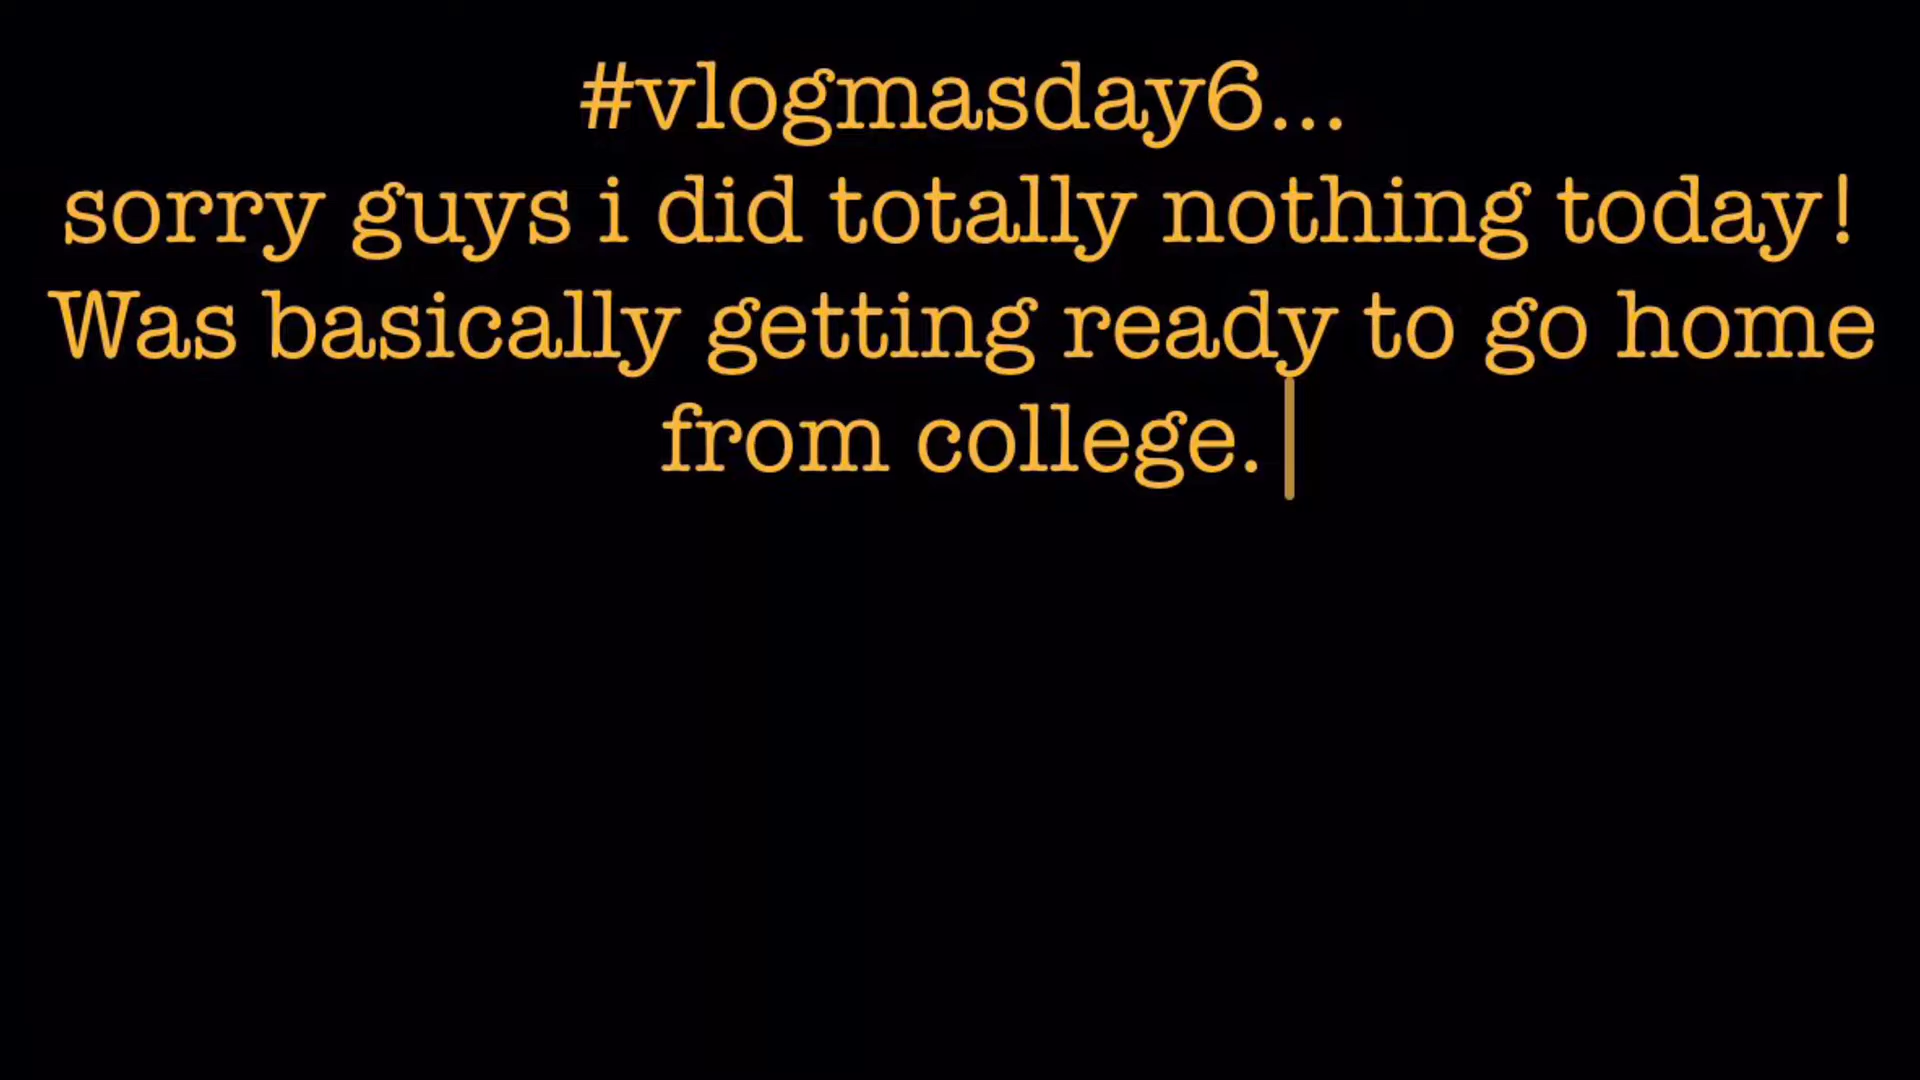 #vlogmasday6...
sorry guys i did totally nothing today!
Was basically getting ready to go home
from college.